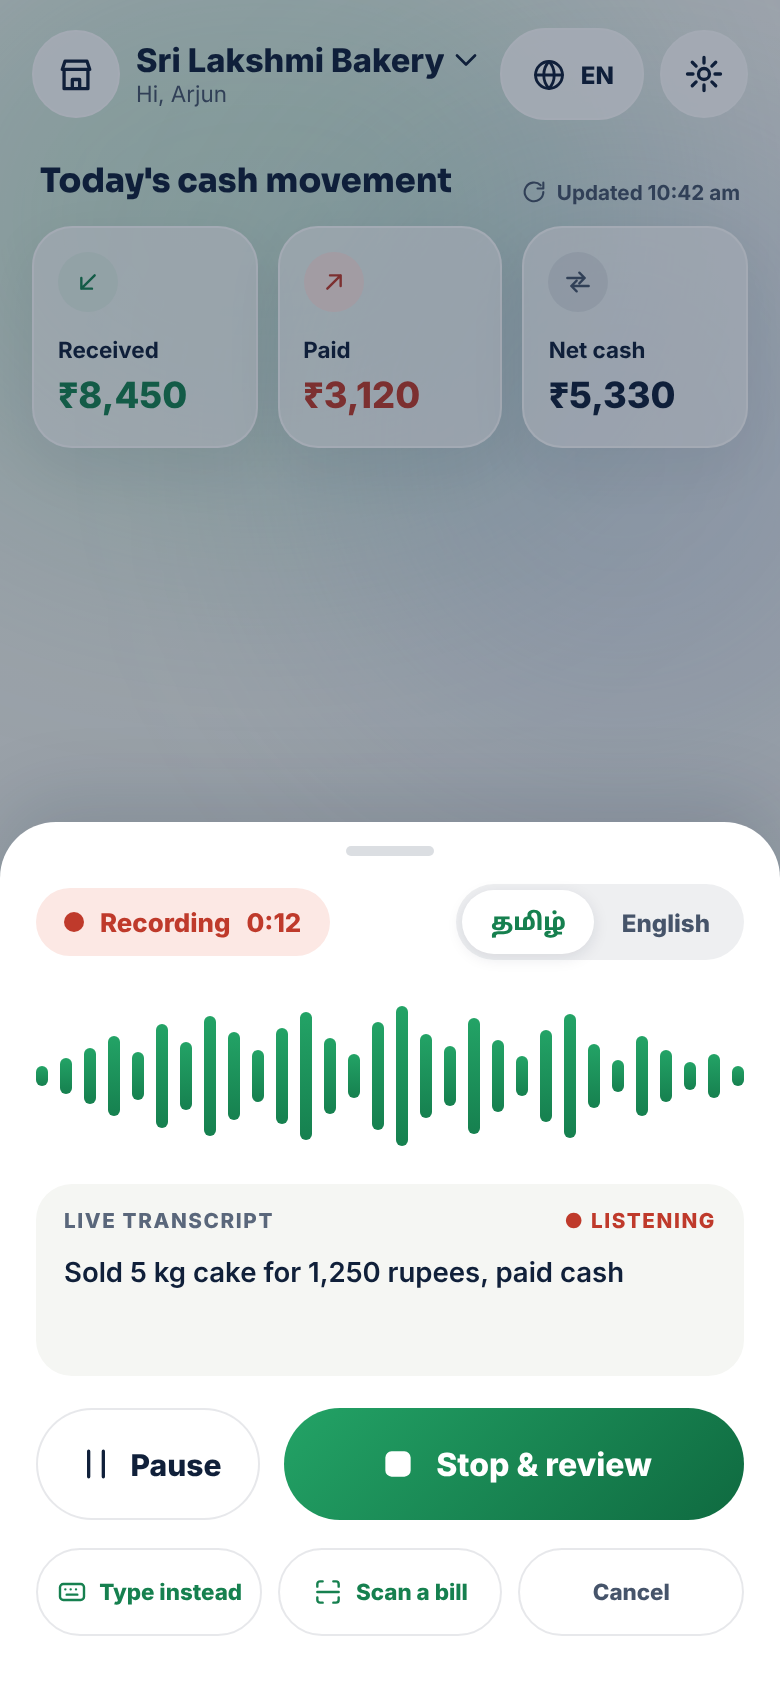 Sri Lakshmi Bakery
EN
Hi, Arjun
Today's cash movement
Updated 10:42 am
Received
₹8,450
Paid
₹3,120
Net cash
₹5,330
Recording 0:12
தமிழ்
English
LIVE TRANSCRIPT
LISTENING
Sold 5 kg cake for 1,250 rupees, paid cash
Pause
Stop & review
Type instead
Scan a bill
Cancel